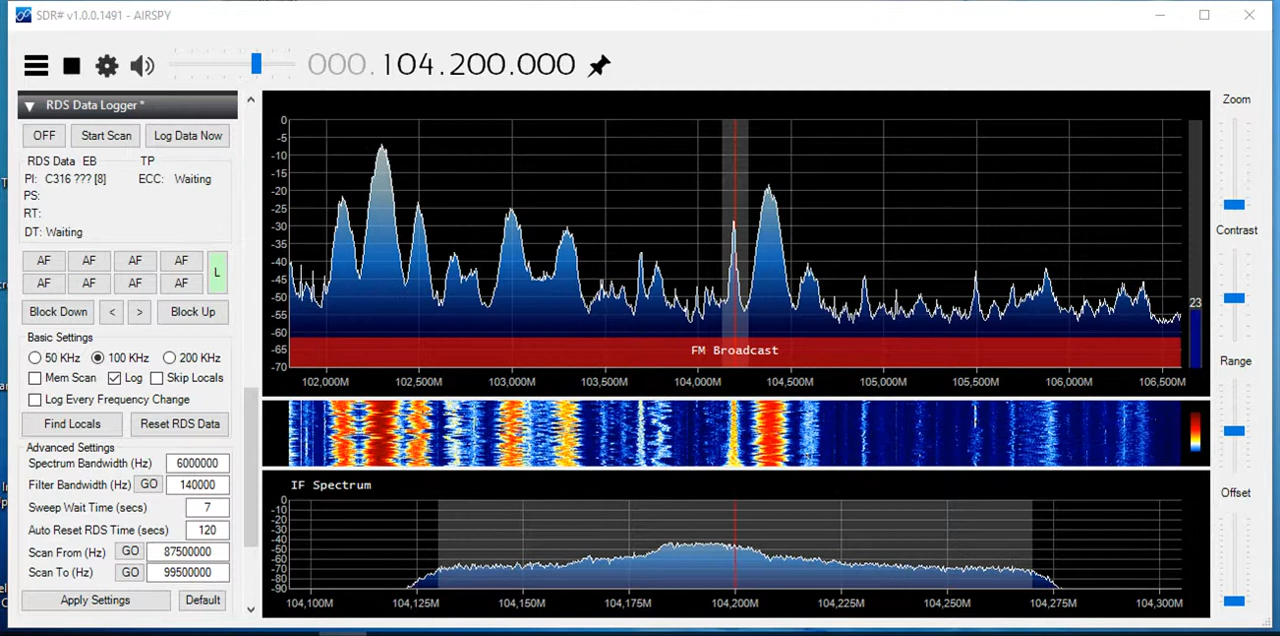 SDR# v1.0.0.1491 - AIRSPY
000.104.200.000
RDS Data Logger *
OFF Start Scan Log Data Now
RDS Data EB TP
PI: C316 ??? [8] ECC: Waiting
PS:
RT:
DT: Waiting
AF AF AF AF L
AF AF AF AF
Block Down < > Block Up
Basic Settings
50 KHz 100 KHz 200 KHz
Mem Scan Log Skip Locals
Log Every Frequency Change
Find Locals Reset RDS Data
Advanced Settings
Spectrum Bandwidth (Hz) 6000000
Filter Bandwidth (Hz) GO 140000
Sweep Wait Time (secs) 7
Auto Reset RDS Time (secs) 120
Scan From (Hz) GO 87500000
Scan To (Hz) GO 99500000
Apply Settings Default
0
-5
-10
-15
-20
-25
-30
-35
-40
-45
-50
-55
-60
-65
-70
23
FM Broadcast
102,000M 102,500M 103,000M 103,500M 104,000M 104,500M 105,000M 105,500M 106,000M 106,500M
IF Spectrum
0
-10
-20
-30
-40
-50
-60
-70
-80
-90
104,100M 104,125M 104,150M 104,175M 104,200M 104,225M 104,250M 104,275M 104,300M
Zoom
Contrast
Range
Offset